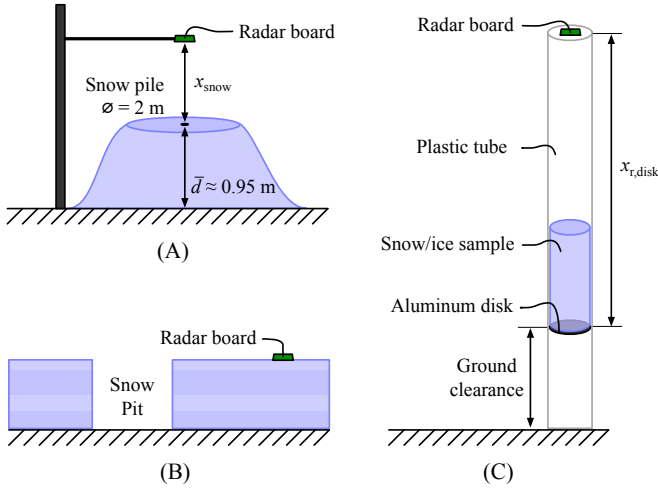 Radar board
x_snow
Snow pile
⌀ = 2 m
d̅ ≈ 0.95 m
(A)
Radar board
Snow
Pit
(B)
Radar board
Plastic tube
x_r,disk
Snow/ice sample
Aluminum disk
Ground
clearance
(C)